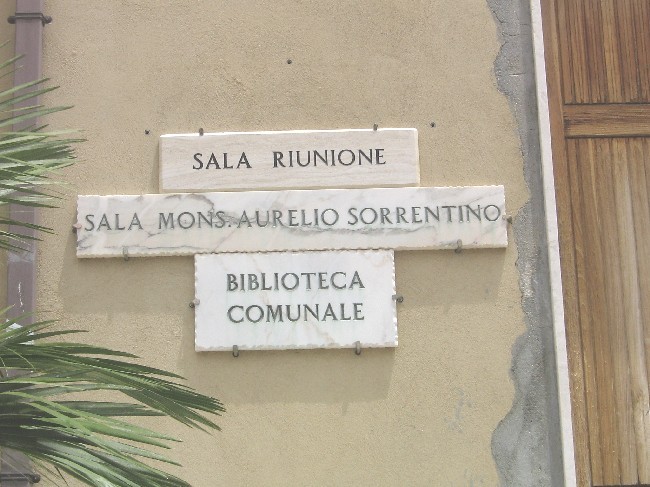 SALA RIUNIONE
SALA MONS. AURELIO SORRENTINO
BIBLIOTECA
COMUNALE